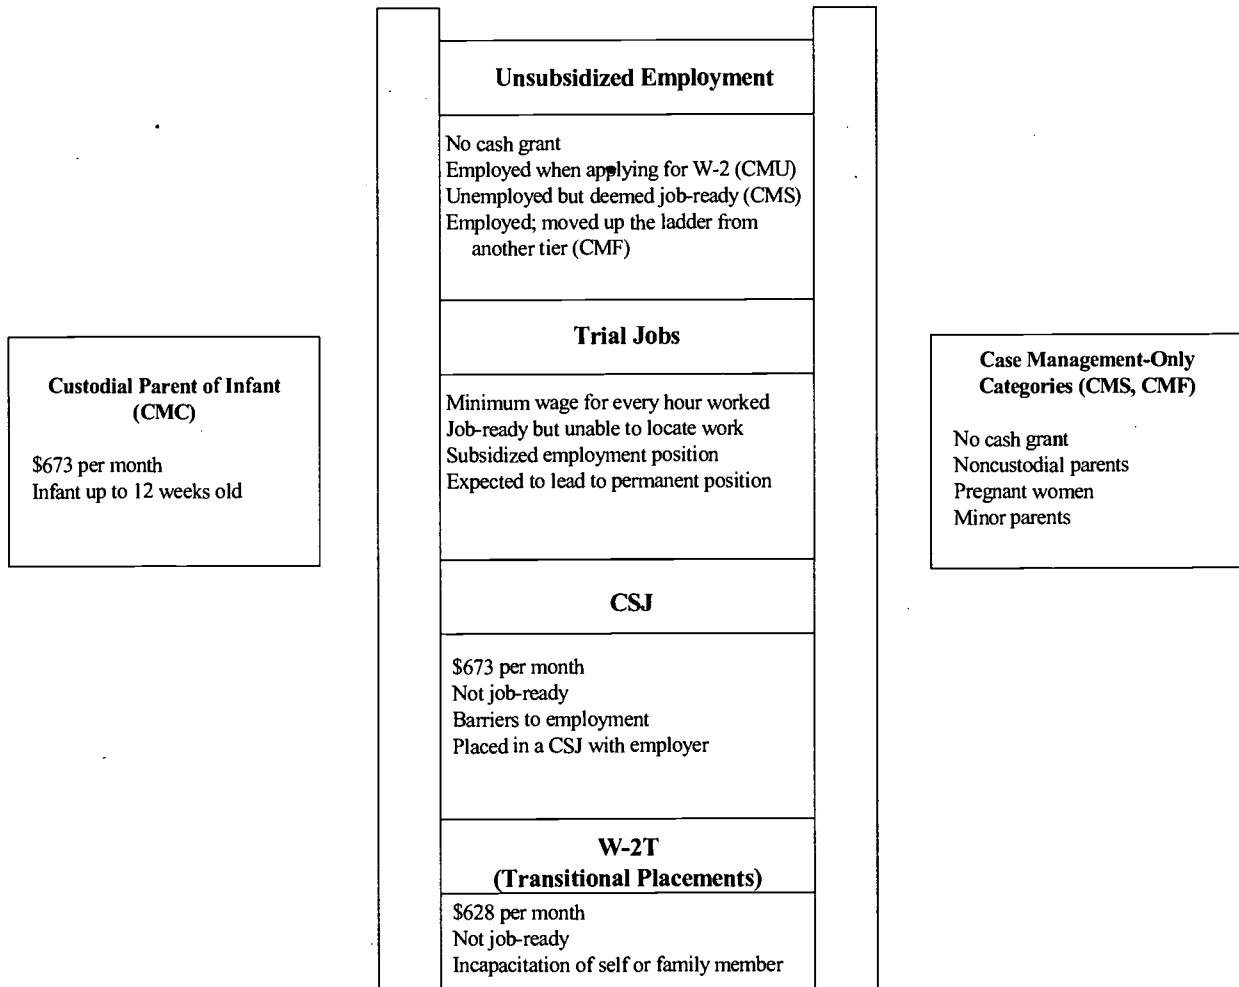 Unsubsidized Employment
No cash grant
Employed when applying for W-2 (CMU)
Unemployed but deemed job-ready (CMS)
Employed; moved up the ladder from
another tier (CMF)
Trial Jobs
Minimum wage for every hour worked
Job-ready but unable to locate work
Subsidized employment position
Expected to lead to permanent position
Custodial Parent of Infant
(CMC)
$673 per month
Infant up to 12 weeks old
Case Management-Only
Categories (CMS, CMF)
No cash grant
Noncustodial parents
Pregnant women
Minor parents
CSJ
$673 per month
Not job-ready
Barriers to employment
Placed in a CSJ with employer
W-2T
(Transitional Placements)
$628 per month
Not job-ready
Incapacitation of self or family member